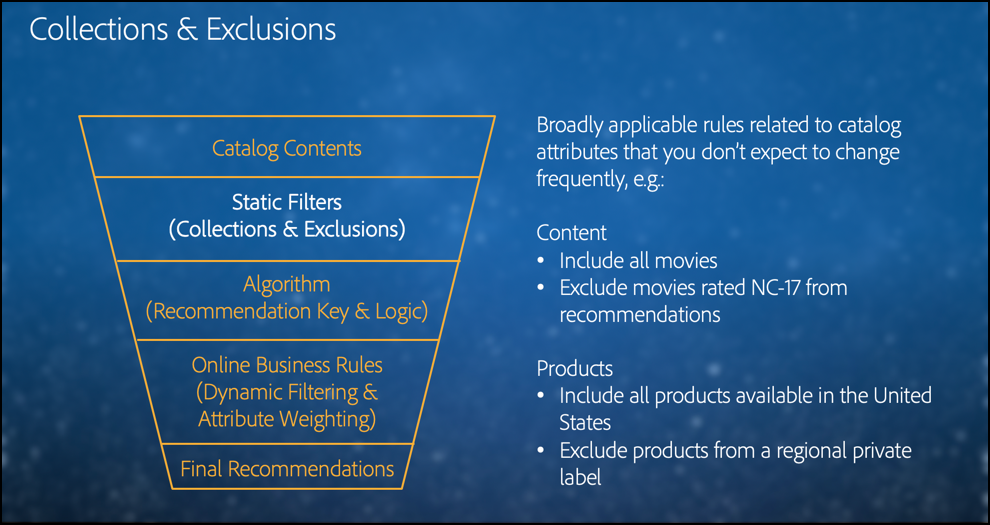 Collections & Exclusions
Catalog Contents
Static Filters
(Collections & Exclusions)
Algorithm
(Recommendation Key & Logic)
Online Business Rules
(Dynamic Filtering &
Attribute Weighting)
Final Recommendations
Broadly applicable rules related to catalog
attributes that you don't expect to change
frequently, e.g.:
Content
• Include all movies
• Exclude movies rated NC-17 from
recommendations
Products
• Include all products available in the United
States
• Exclude products from a regional private
label